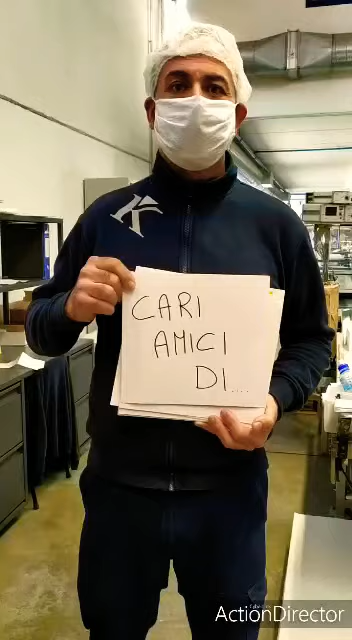 K
CARI
AMICI
DI....
ActionDirector